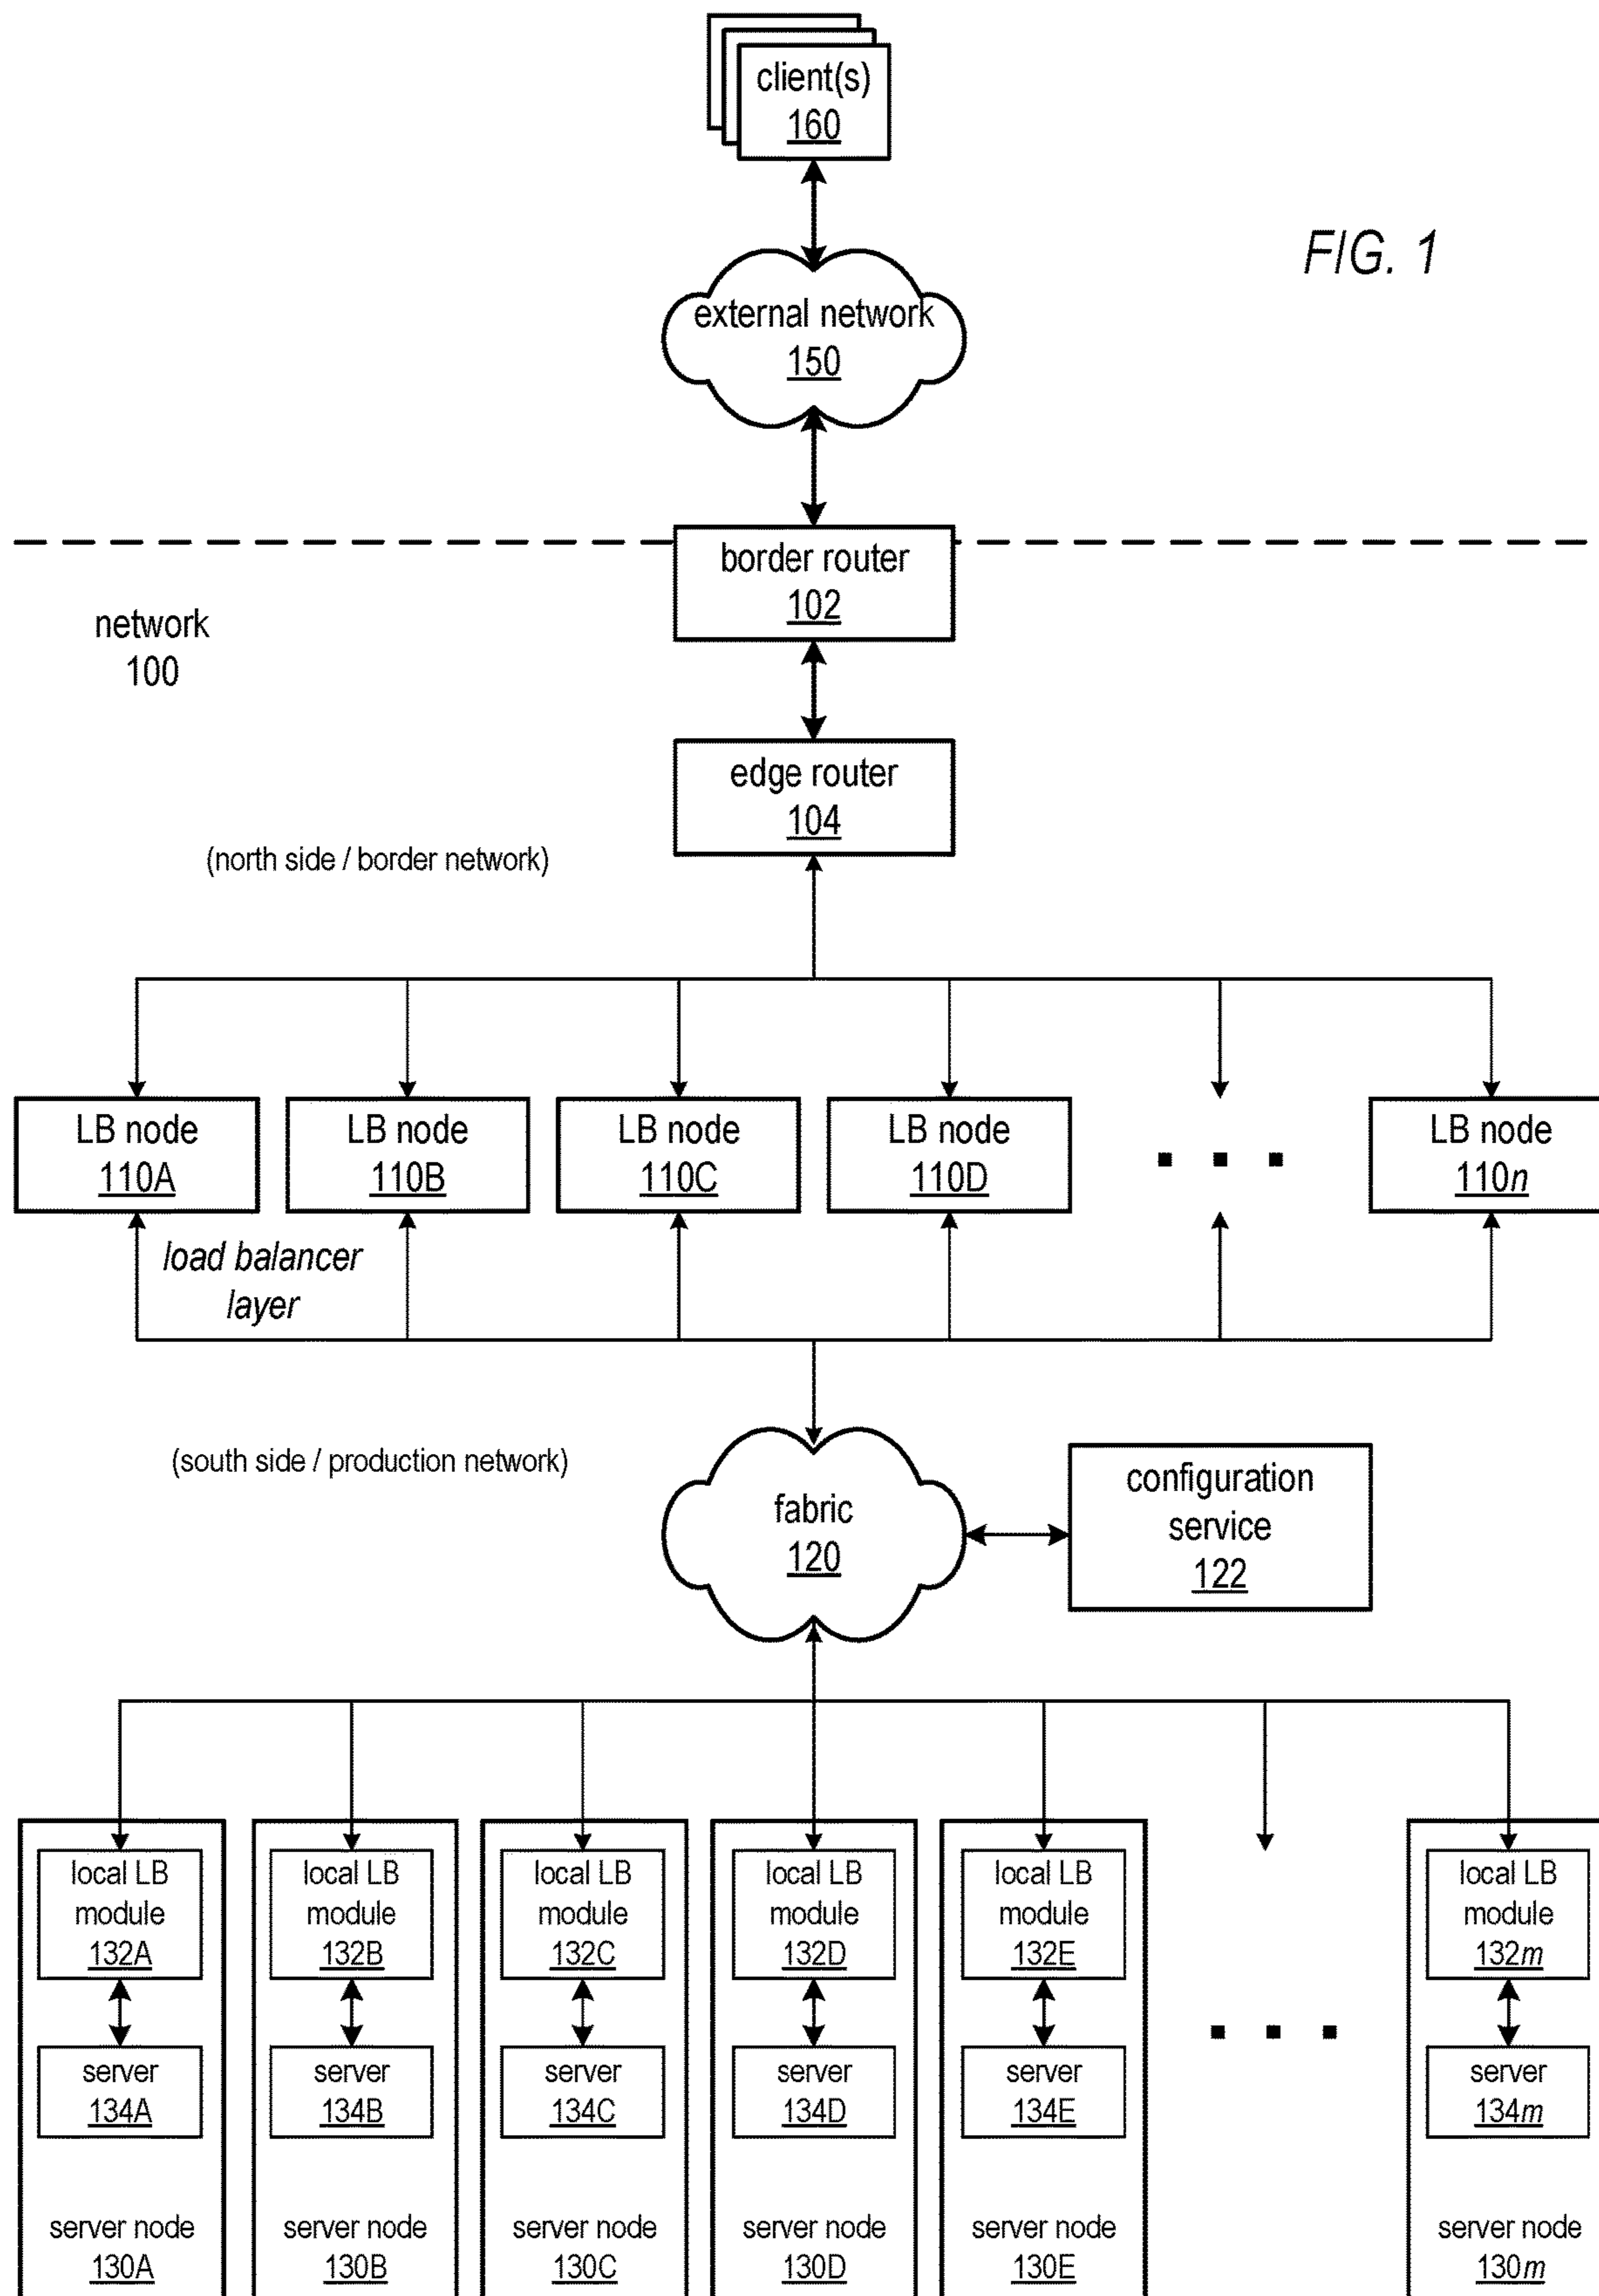 client(s)
160
FIG. 1
external network
150
border router
102
network
100
edge router
104
(north side / border network)
LB node
110A
LB node
110B
LB node
110C
LB node
110D
LB node
110n
load balancer
layer
(south side / production network)
configuration
service
122
fabric
120
local LB
module
132A
local LB
module
132B
local LB
module
132C
local LB
module
132D
local LB
module
132E
local LB
module
132m
server
134A
server
134B
server
134C
server
134D
server
134E
server
134m
server node
130A
server node
130B
server node
130C
server node
130D
server node
130E
server node
130m